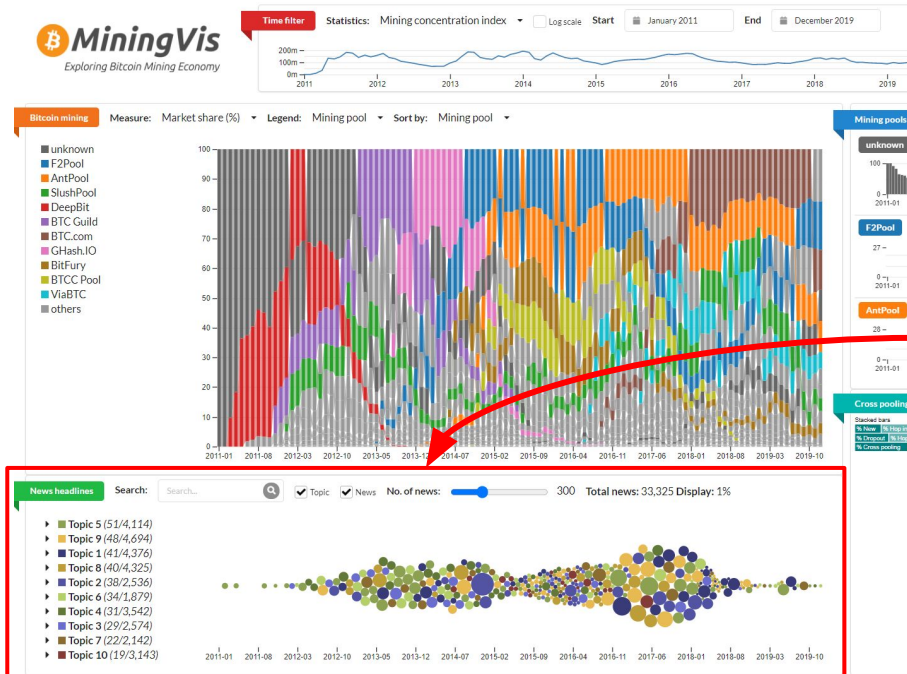 MiningVis
Exploring Bitcoin Mining Economy
Time filter Statistics: Mining concentration index Log scale Start January 2011 End December 2019
200m
100m
0m
2011 2012 2013 2014 2015 2016 2017 2018 2019
Bitcoin mining Measure: Market share (%) Legend: Mining pool Sort by: Mining pool
unknown
F2Pool
AntPool
SlushPool
DeepBit
BTC Guild
BTC.com
GHash.IO
BitFury
BTCC Pool
ViaBTC
others
100
90
80
70
60
50
40
30
20
10
0
2011-01 2011-08 2012-03 2012-10 2013-05 2013-12 2014-07 2015-02 2015-09 2016-04 2016-11 2017-06 2018-01 2018-08 2019-03 2019-10
Mining pools
unknown
100
0
2011-01
F2Pool
27
0
2011-01
AntPool
28
0
2011-01
Cross pooling
Stacked bars
% New % Hop
% Dropout % Hop
% Cross pooling
News headlines Search: Search... Topic News No. of news: 300 Total news: 33,325 Display: 1%
Topic 5 (51/4,114)
Topic 9 (48/4,694)
Topic 1 (41/4,376)
Topic 8 (40/4,325)
Topic 2 (38/2,536)
Topic 6 (34/1,879)
Topic 4 (31/3,542)
Topic 3 (29/2,574)
Topic 7 (22/2,142)
Topic 10 (19/3,143)
2011-01 2011-08 2012-03 2012-10 2013-05 2013-12 2014-07 2015-02 2015-09 2016-04 2016-11 2017-06 2018-01 2018-08 2019-03 2019-10